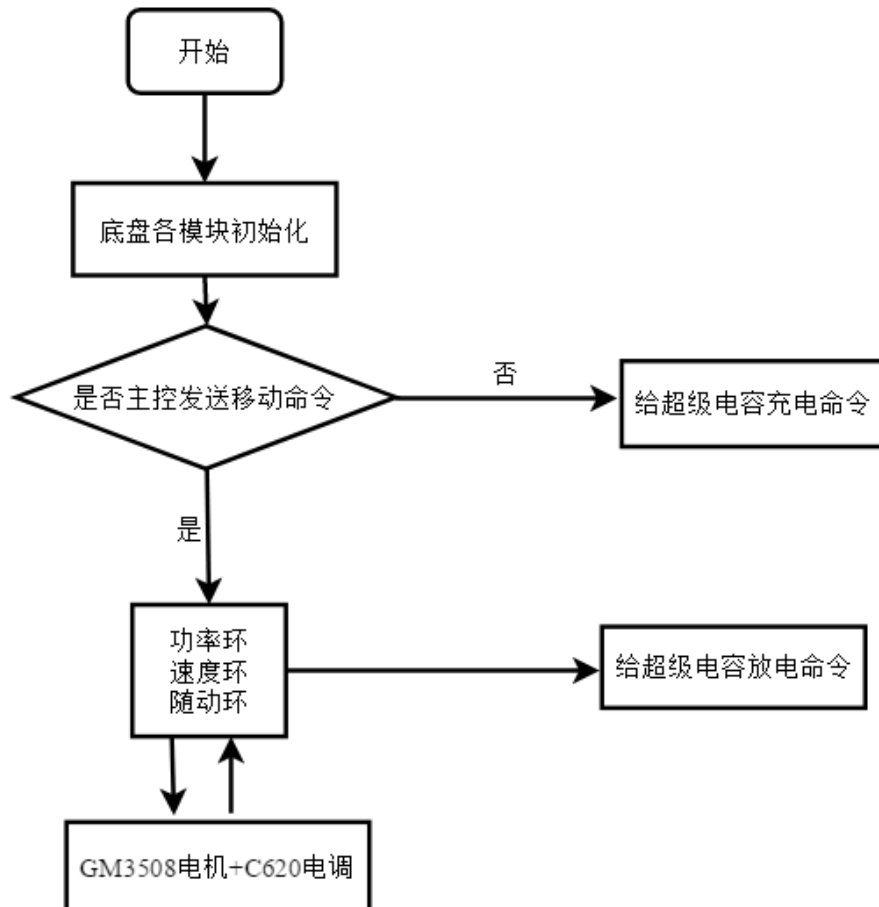 开始
底盘各模块初始化
是否主控发送移动命令
否
给超级电容充电命令
是
功率环
速度环
随动环
给超级电容放电命令
GM3508电机+C620电调